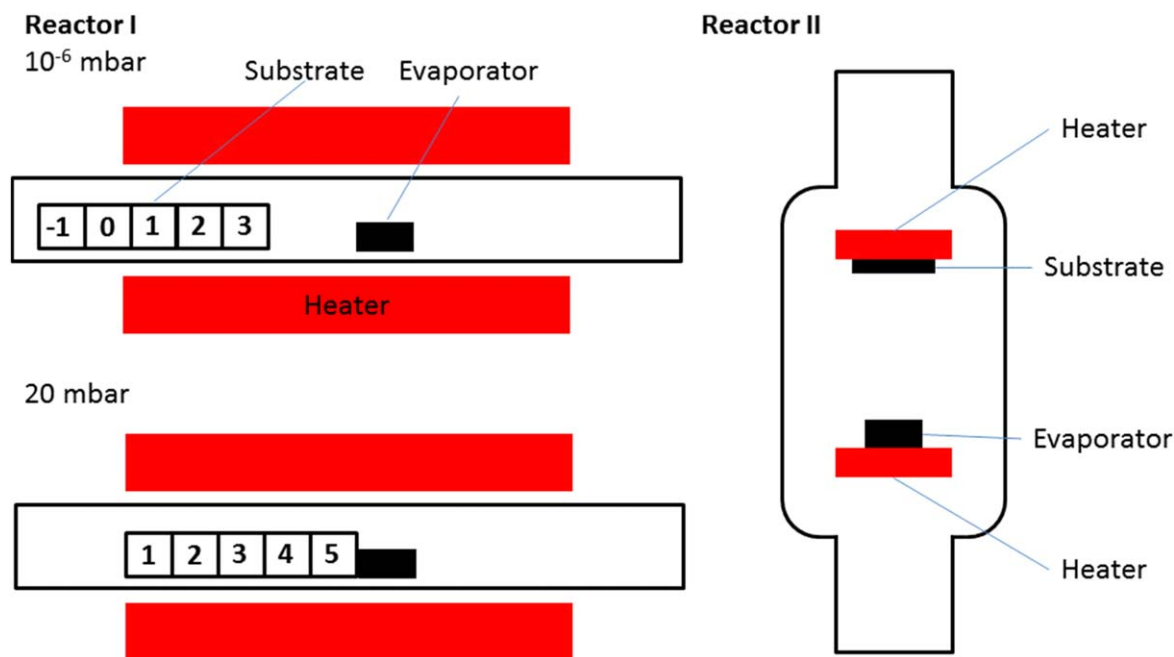 Reactor I
10⁻⁶ mbar
Substrate Evaporator
-1 0 1 2 3
Heater
20 mbar
1 2 3 4 5
Reactor II
Heater
Substrate
Evaporator
Heater